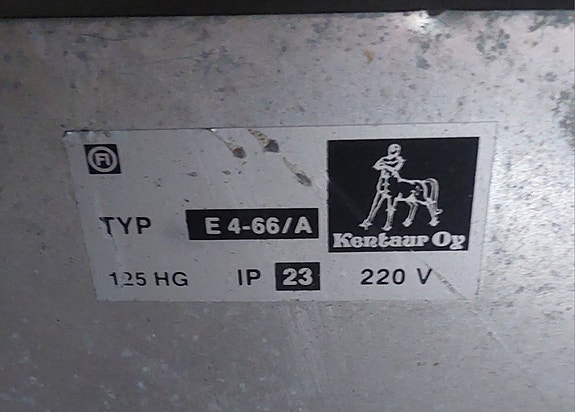 FI
TYP E 4-66/A
Kentaur Oy
125 HG IP 23 220 V